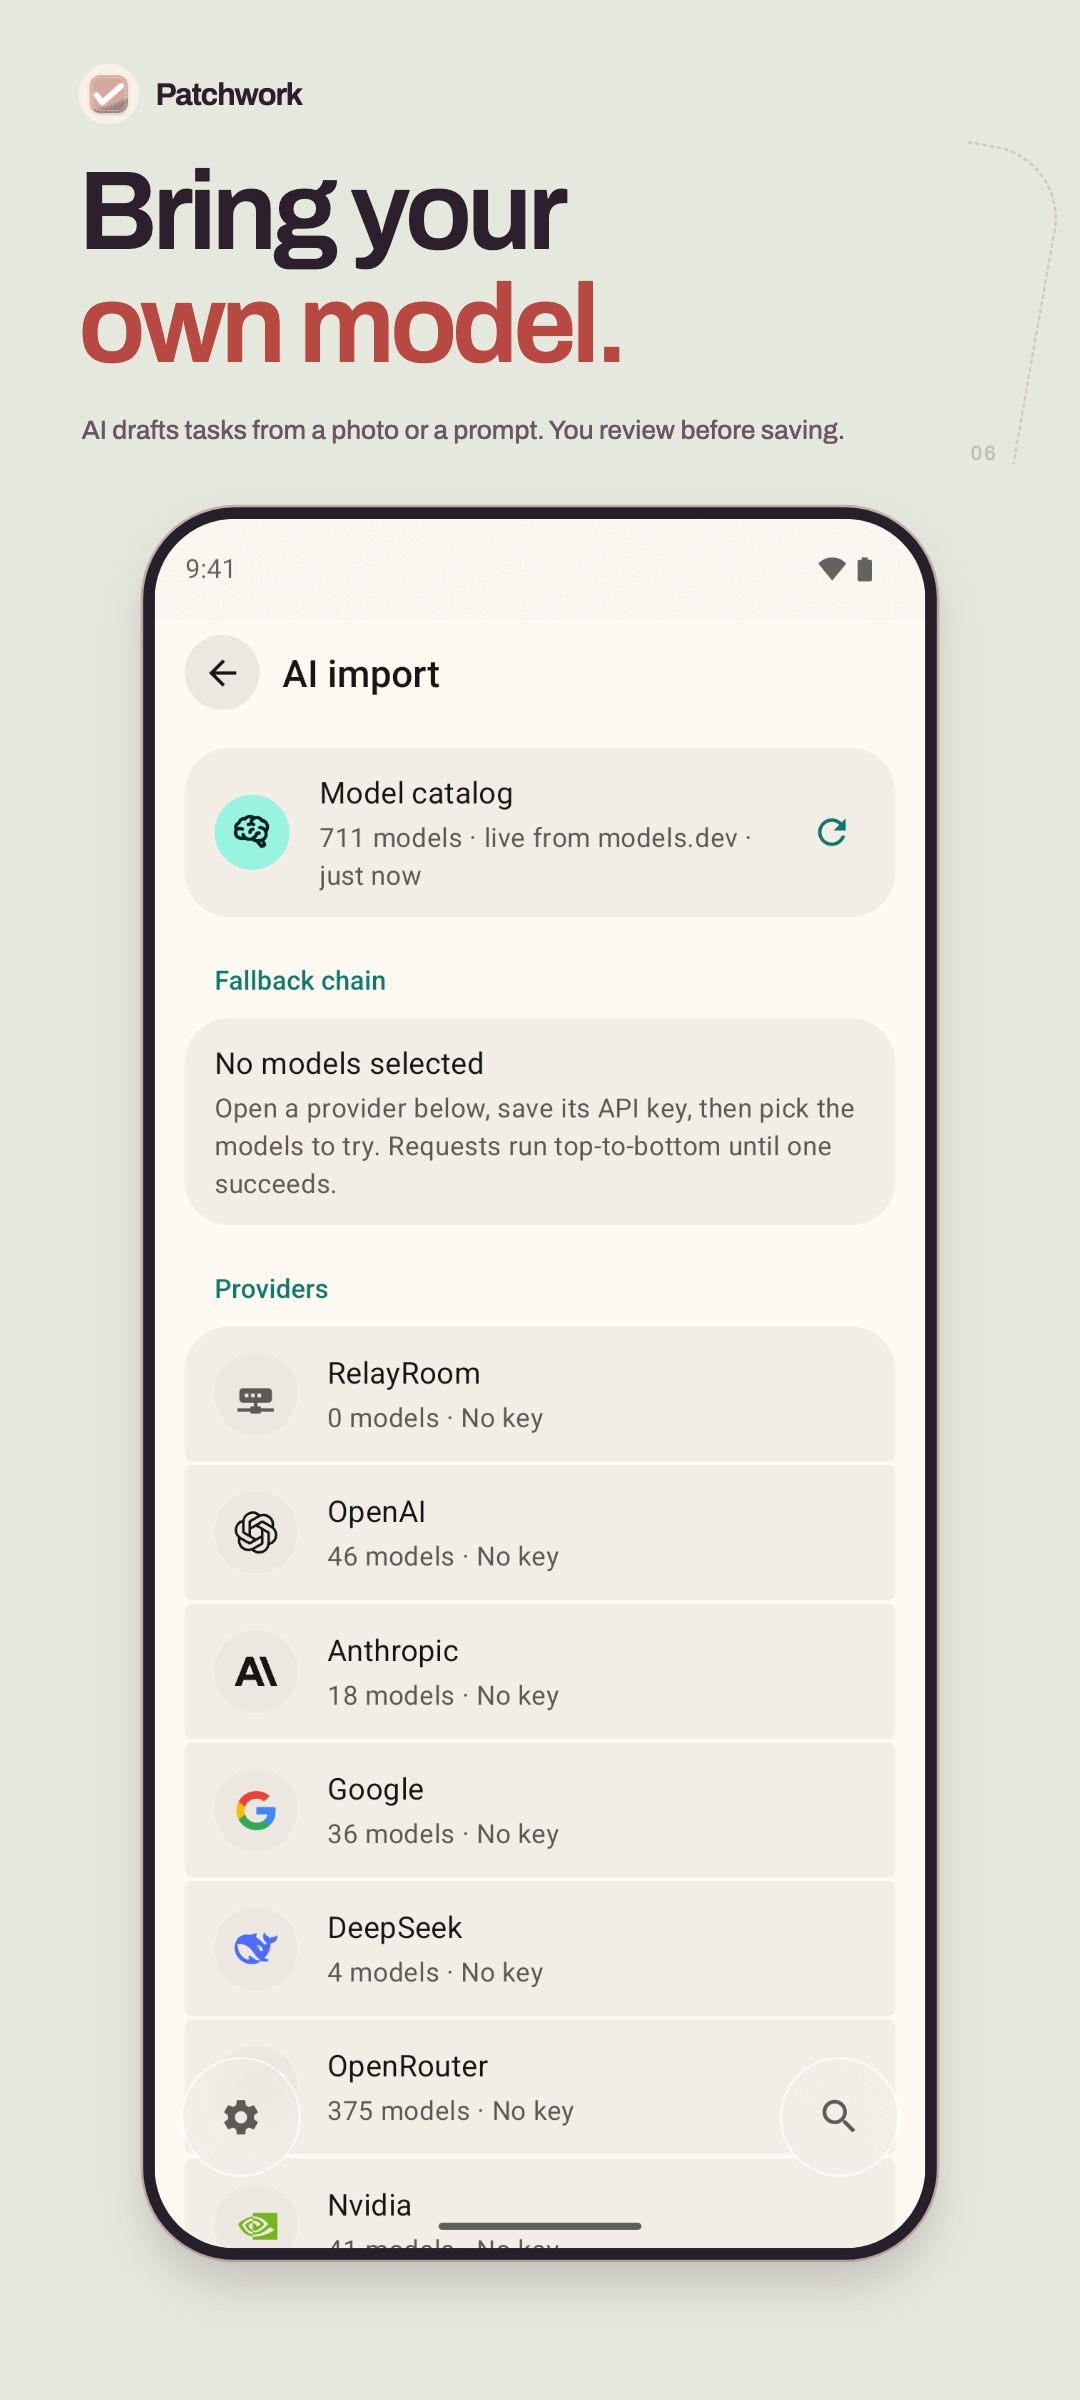 Patchwork
Bring your
own model.
AI drafts tasks from a photo or a prompt. You review before saving.
06
9:41
AI import
Model catalog
711 models · live from models.dev ·
just now
Fallback chain
No models selected
Open a provider below, save its API key, then pick the
models to try. Requests run top-to-bottom until one
succeeds.
Providers
RelayRoom
0 models · No key
OpenAI
46 models · No key
Anthropic
18 models · No key
Google
36 models · No key
DeepSeek
4 models · No key
OpenRouter
375 models · No key
Nvidia
41 models · No key